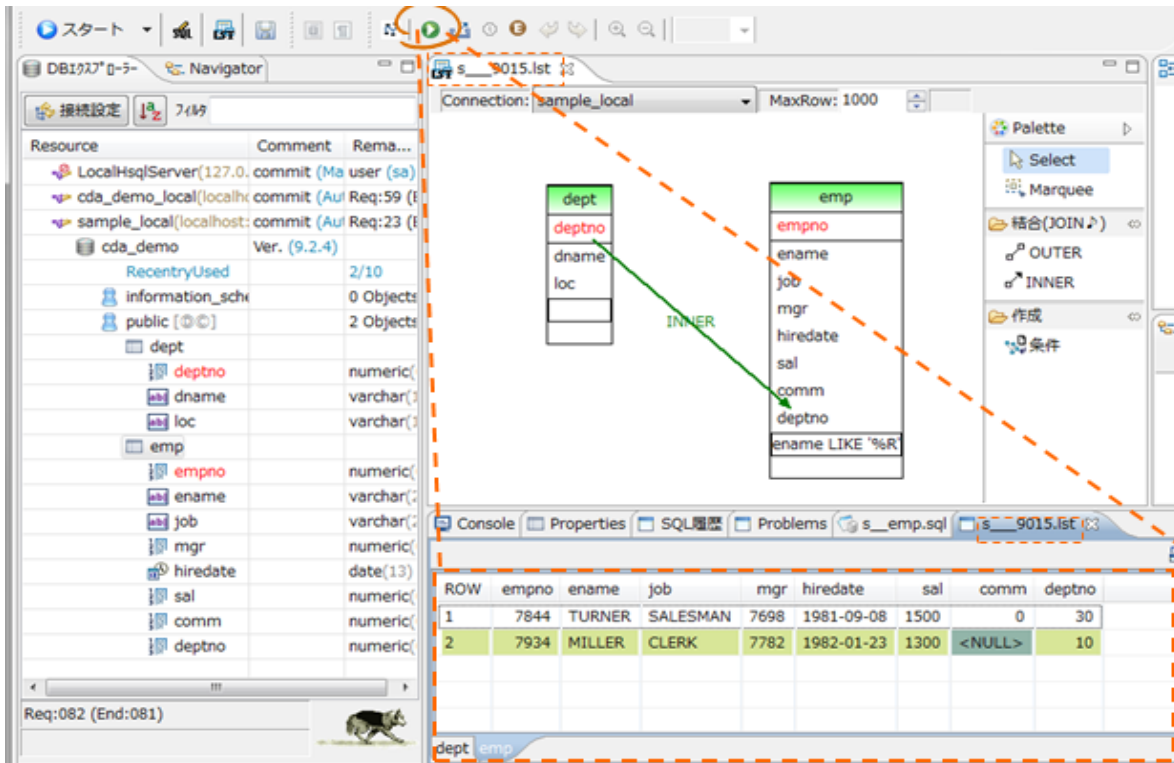 スタート
DBｴｸｽﾌﾟﾛｰﾗｰ Navigator
接続設定 ﾌｨﾙﾀ
Resource Comment Rema...
LocalHsqlServer(127.0. commit (Ma user (sa)
cda_demo_local(localh commit (Au Req:59 (
sample_local(localhost: commit (Au Req:23 (
cda_demo Ver. (9.2.4)
RecentryUsed 2/10
information_sche 0 Objects
public [ⒹⒸ] 2 Objects
dept
deptno numeric(
dname varchar(
loc varchar(
emp
empno numeric(
ename varchar(
job varchar(
mgr numeric(
hiredate date(13)
sal numeric(
comm numeric(
deptno numeric(
Req:082 (End:081)
s___9015.lst
Connection: sample_local MaxRow: 1000
dept
deptno
dname
loc
INNER
emp
empno
ename
job
mgr
hiredate
sal
comm
deptno
ename LIKE '%R'
Palette
Select
Marquee
結合(JOIN♪)
OUTER
INNER
作成
条件
Console Properties SQL履歴 Problems s__emp.sql s___9015.lst
ROW empno ename job mgr hiredate sal comm deptno
1 7844 TURNER SALESMAN 7698 1981-09-08 1500 0 30
2 7934 MILLER CLERK 7782 1982-01-23 1300 <NULL> 10
dept emp